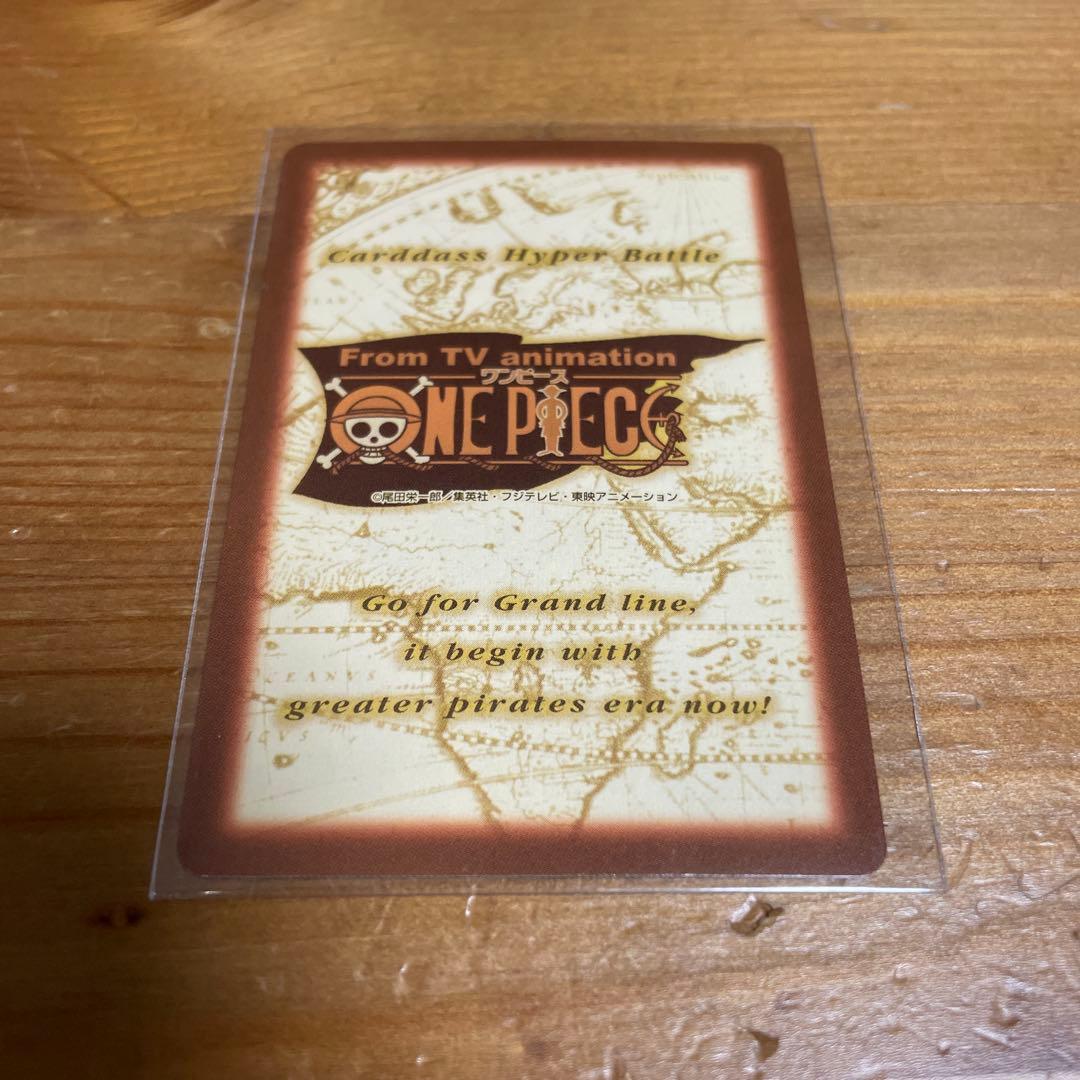 Carddass Hyper Battle
From TV animation
ワンピース
ONE PIECE
©尾田栄一郎/集英社・フジテレビ・東映アニメーション
Go for Grand line,
it begin with
greater pirates era now!